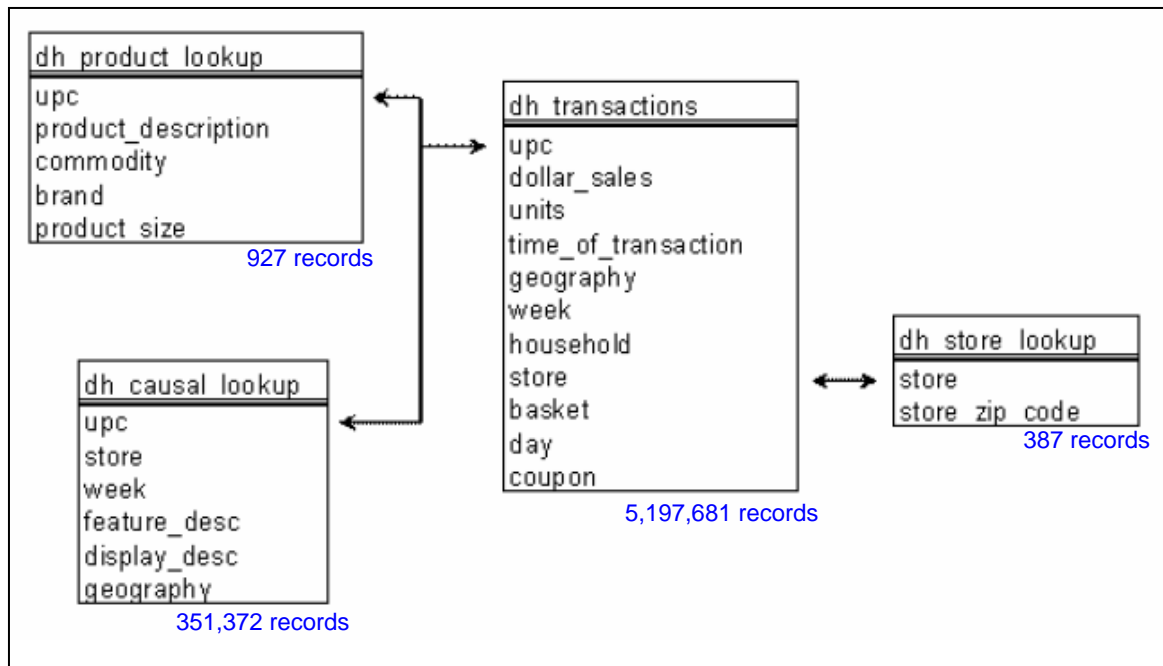 dh_product_lookup
upc
product_description
commodity
brand
product_size
927 records
dh_transactions
upc
dollar_sales
units
time_of_transaction
geography
week
household
store
basket
day
coupon
5,197,681 records
dh_store_lookup
store
store_zip_code
387 records
dh_causal_lookup
upc
store
week
feature_desc
display_desc
geography
351,372 records